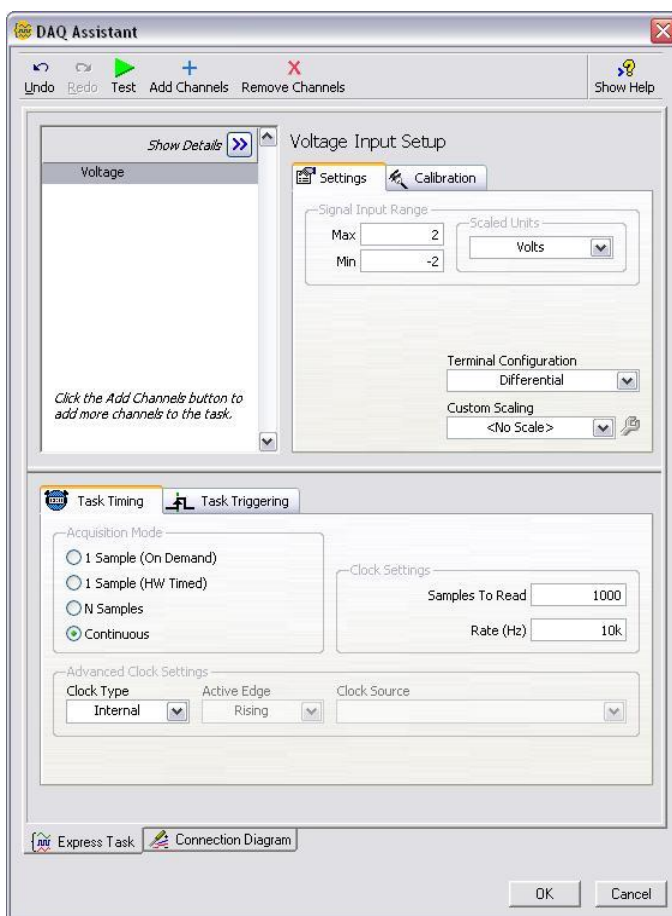 DAQ Assistant
Undo Redo Test Add Channels Remove Channels Show Help
Show Details
Voltage
Click the Add Channels button to
add more channels to the task.
Voltage Input Setup
Settings Calibration
Signal Input Range
Max 2
Min -2
Scaled Units
Volts
Terminal Configuration
Differential
Custom Scaling
<No Scale>
Task Timing Task Triggering
Acquisition Mode
1 Sample (On Demand)
1 Sample (HW Timed)
N Samples
Continuous
Clock Settings
Samples To Read 1000
Rate (Hz) 10k
Advanced Clock Settings
Clock Type Active Edge Clock Source
Internal Rising
Express Task Connection Diagram
OK Cancel